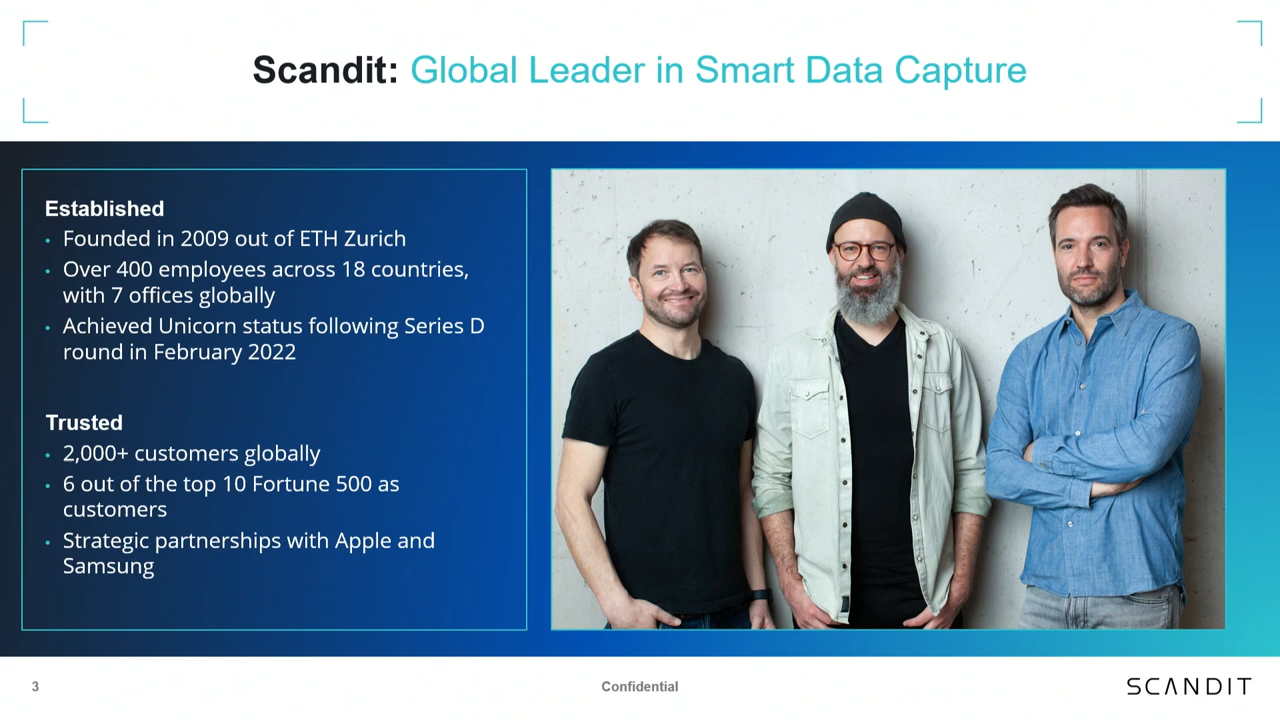 Scandit: Global Leader in Smart Data Capture
Established
• Founded in 2009 out of ETH Zurich
• Over 400 employees across 18 countries,
with 7 offices globally
• Achieved Unicorn status following Series D
round in February 2022
Trusted
• 2,000+ customers globally
• 6 out of the top 10 Fortune 500 as
customers
• Strategic partnerships with Apple and
Samsung
3
Confidential
SCANDIT